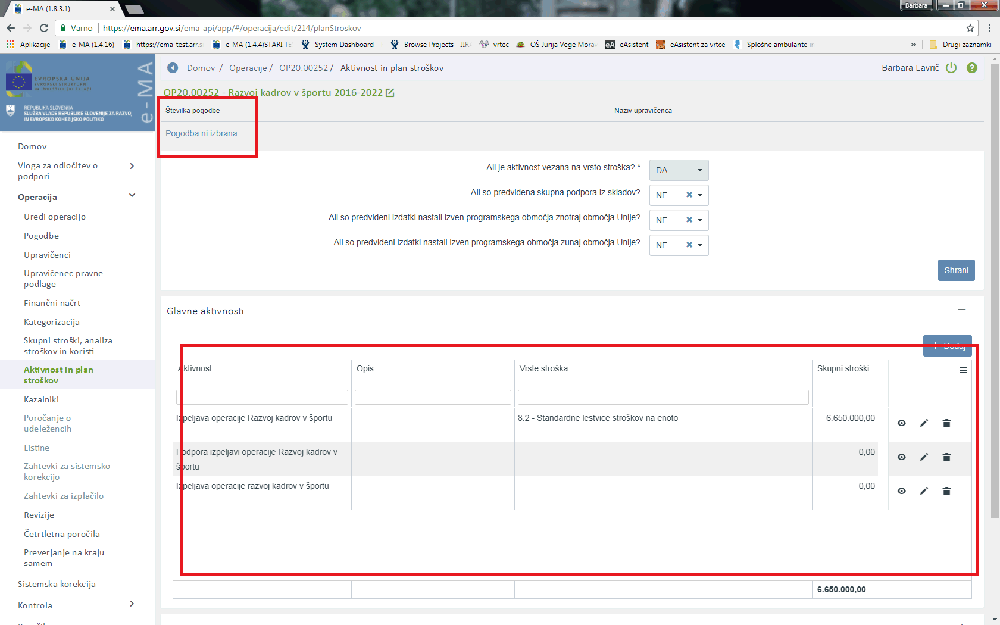 e-MA (1.8.3.1)
Barbara
Varno
https://ema.arr.gov.si/ema-api/app/#/operacija/edit/214/planStroskov
Aplikacije
e-MA (1.4.16)
https://ema-test.arr.s
e-MA (1.4.4)STARI TE
System Dashboard -
Browse Projects - JIRA
vrtec
OŠ Jurija Vege Morav
eA
eAsistent
eAsistent za vrtce
Splošne ambulante in
»
Drugi zaznamki
EVROPSKA UNIJA
EVROPSKI STRUKTURNI
IN INVESTICIJSKI SKLADI
REPUBLIKA SLOVENIJA
SLUŽBA VLADE REPUBLIKE SLOVENIJE ZA RAZVOJ
IN EVROPSKO KOHEZIJSKO POLITIKO
e-MA
Domov / Operacije / OP20.00252 / Aktivnost in plan stroškov
Barbara Lavrič
OP20.00252 - Razvoj kadrov v športu 2016-2022
Številka pogodbe
Naziv upravičenca
Pogodba ni izbrana
Domov
Vloga za odločitev o
podpori
Operacija
Uredi operacijo
Pogodbe
Upravičenci
Upravičenec pravne
podlage
Finančni načrt
Kategorizacija
Skupni stroški, analiza
stroškov in koristi
Aktivnost in plan
stroškov
Kazalniki
Poročanje o
udeležencih
Listine
Zahtevki za sistemsko
korekcijo
Zahtevki za izplačilo
Revizije
Četrtletna poročila
Preverjanje na kraju
samem
Sistemska korekcija
Kontrola
Ali je aktivnost vezana na vrsto stroška? *
DA
Ali so predvidena skupna podpora iz skladov?
NE
Ali so predvideni izdatki nastali izven programskega območja znotraj območja Unije?
NE
Ali so predvideni izdatki nastali izven programskega območja zunaj območja Unije?
NE
Shrani
Glavne aktivnosti
+ Dodaj
Aktivnost
Opis
Vrste stroška
Skupni stroški
Izpeljava operacije Razvoj kadrov v športu
8.2 - Standardne lestvice stroškov na enoto
6.650.000,00
Podpora izpeljavi operacije Razvoj kadrov v
športu
0,00
Izpeljava operacije razvoj kadrov v športu
0,00
6.650.000,00